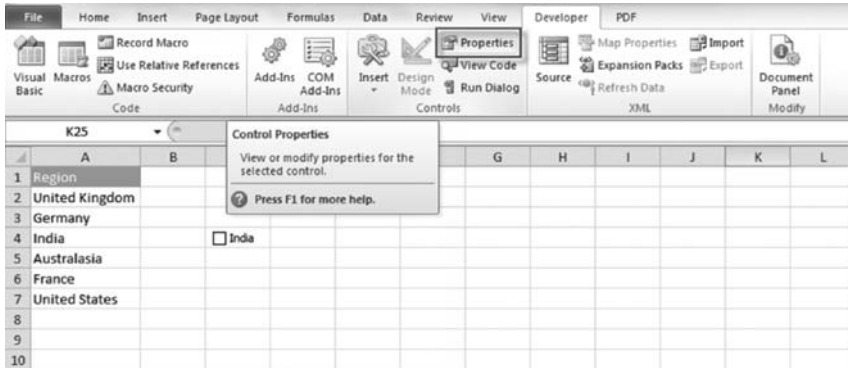 File Home Insert Page Layout Formulas Data Review View Developer PDF
Visual Basic
Macros
Record Macro
Use Relative References
Macro Security
Code
Add-Ins
COM Add-Ins
Add-Ins
Insert
Design Mode
Properties
View Code
Run Dialog
Controls
Source
Map Properties
Expansion Packs
Refresh Data
Import
Export
XML
Document Panel
Modify
K25
Control Properties
View or modify properties for the
selected control.
Press F1 for more help.
A B G H I J K L
1 Region
2 United Kingdom
3 Germany
4 India India
5 Australasia
6 France
7 United States
8
9
10